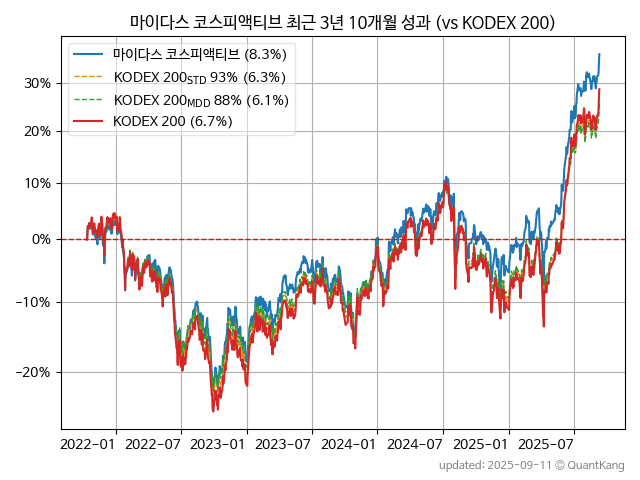 마이다스 코스피액티브 최근 3년 10개월 성과 (vs KODEX 200)
마이다스 코스피액티브 (8.3%)
KODEX 200STD 93% (6.3%)
KODEX 200MDD 88% (6.1%)
KODEX 200 (6.7%)
30%
20%
10%
0%
−10%
−20%
2022-01 2022-07 2023-01 2023-07 2024-01 2024-07 2025-01 2025-07
updated: 2025-09-11 © QuantKang